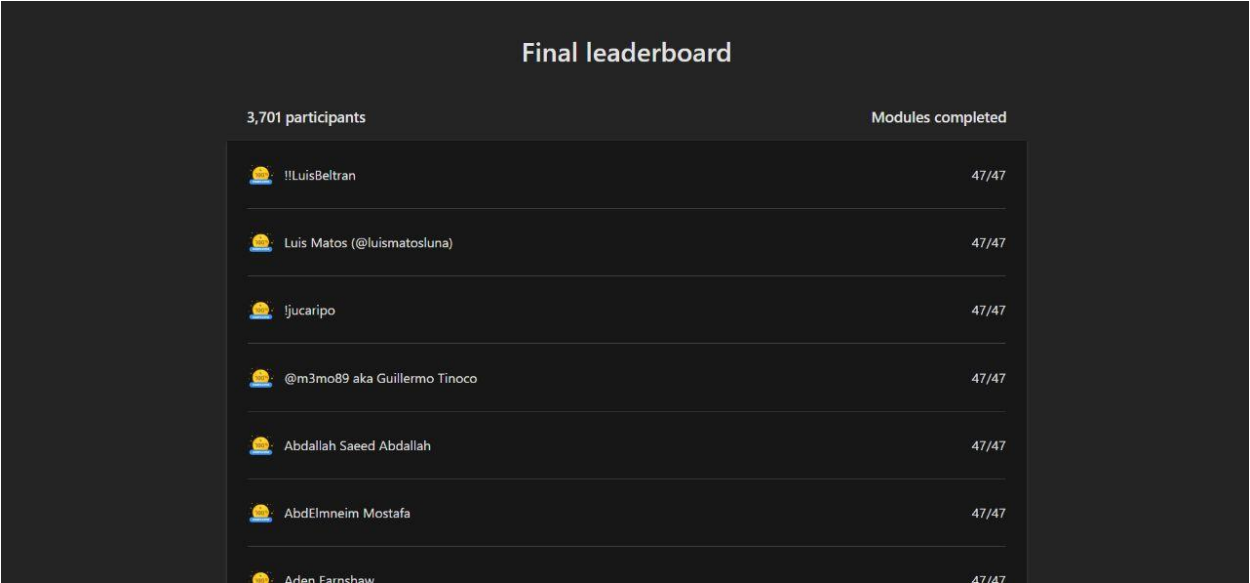 Final leaderboard
3,701 participants Modules completed
!!LuisBeltran 47/47
Luis Matos (@luismatosluna) 47/47
!jucaripo 47/47
@m3mo89 aka Guillermo Tinoco 47/47
Abdallah Saeed Abdallah 47/47
AbdElmneim Mostafa 47/47
Aden Earnshaw 47/47